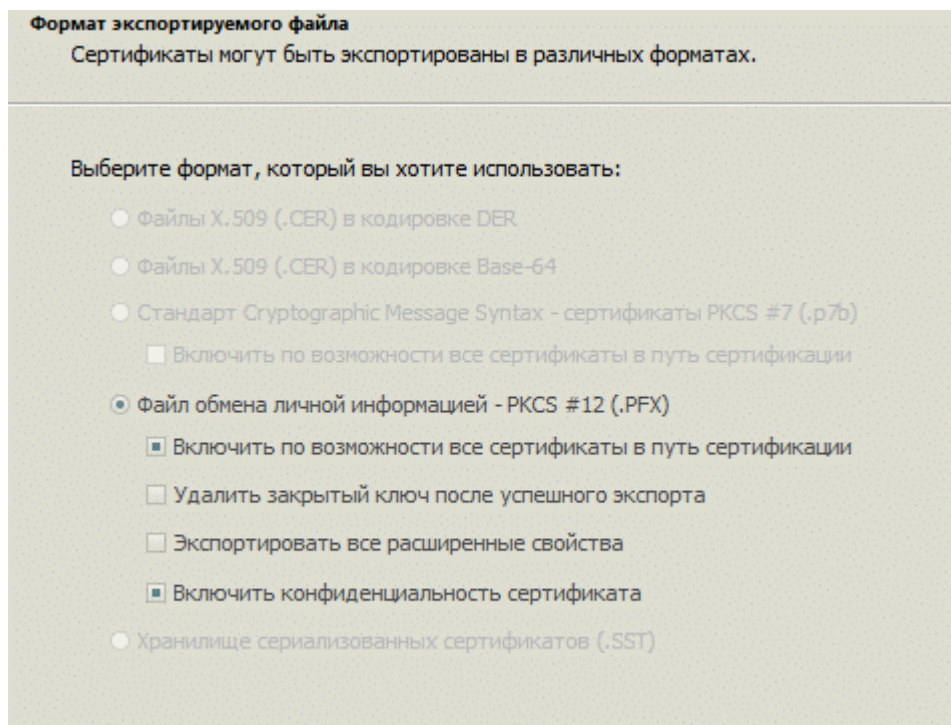 Формат экспортируемого файла
Сертификаты могут быть экспортированы в различных форматах.
Выберите формат, который вы хотите использовать:
Файлы X.509 (.CER) в кодировке DER
Файлы X.509 (.CER) в кодировке Base-64
Стандарт Cryptographic Message Syntax - сертификаты PKCS #7 (.p7b)
Включить по возможности все сертификаты в путь сертификации
Файл обмена личной информацией - PKCS #12 (.PFX)
Включить по возможности все сертификаты в путь сертификации
Удалить закрытый ключ после успешного экспорта
Экспортировать все расширенные свойства
Включить конфиденциальность сертификата
Хранилище сериализованных сертификатов (.SST)